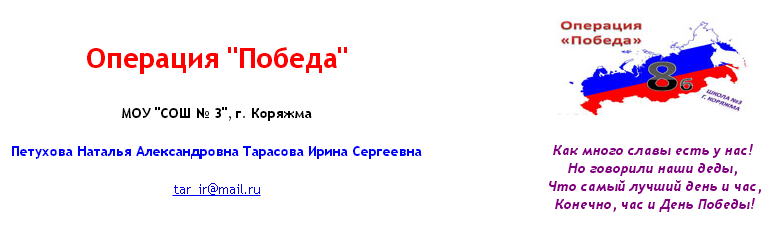 Операция "Победа"
МОУ "СОШ № 3", г. Коряжма
Петухова Наталья Александровна Тарасова Ирина Сергеевна
tar_ir@mail.ru
Операция
«Победа»
8б
ШКОЛА №3
г. КОРЯЖМА
Как много славы есть у нас!
Но говорили наши деды,
Что самый лучший день и час,
Конечно, час и День Победы!